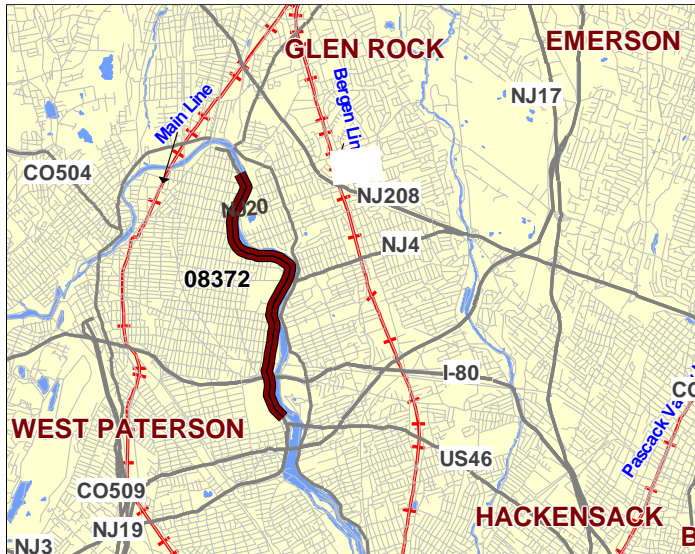 GLEN ROCK
EMERSON
Bergen Lin
Main Line
NJ17
CO504
NJ208
NJ20
NJ4
08372
I-80
CO
WEST PATERSON
Pascack Va
US46
CO509
HACKENSACK
NJ19
B
NJ3